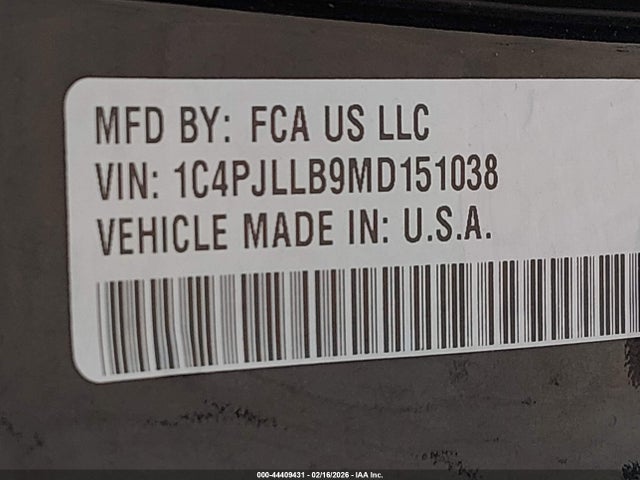 MFD BY: FCA US LLC
VIN: 1C4PJLLB9MD151038
VEHICLE MADE IN: U.S.A.
000-44409431 - 02/16/2026 - IAA Inc.